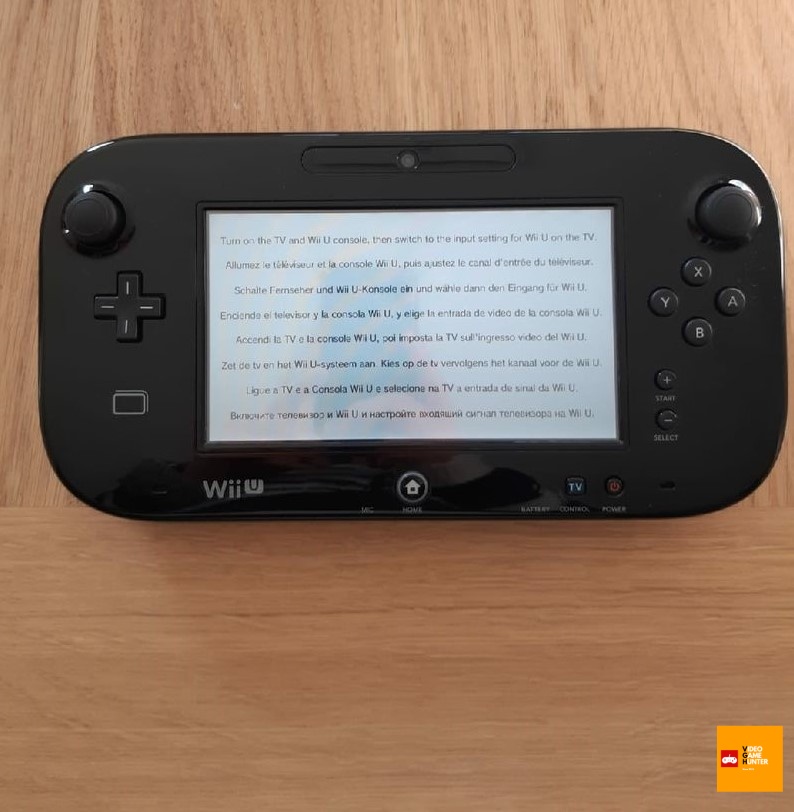 Turn on the TV and Wii U console, then switch to the input setting for Wii U on the TV.
Allumez le téléviseur et la console Wii U, puis ajustez le canal d'entrée du téléviseur.
Schalte Fernseher und Wii U-Konsole ein und wähle dann den Eingang für Wii U.
Enciende el televisor y la consola Wii U, y elige la entrada de vídeo de la consola Wii U.
Accendi la TV e la console Wii U, poi imposta la TV sull'ingresso video del Wii U.
Zet de tv en het Wii U-systeem aan. Kies op de tv vervolgens het kanaal voor de Wii U.
Ligue a TV e a Consola Wii U e selecione na TV a entrada de sinal da Wii U.
Включите телевизор и Wii U и настройте входящий сигнал телевизора на Wii U.
X
Y
A
B
+
START
−
SELECT
Wii U
TV
MIC
HOME
BATTERY
CONTROL
POWER
VIDEO
GAME
HUNTER